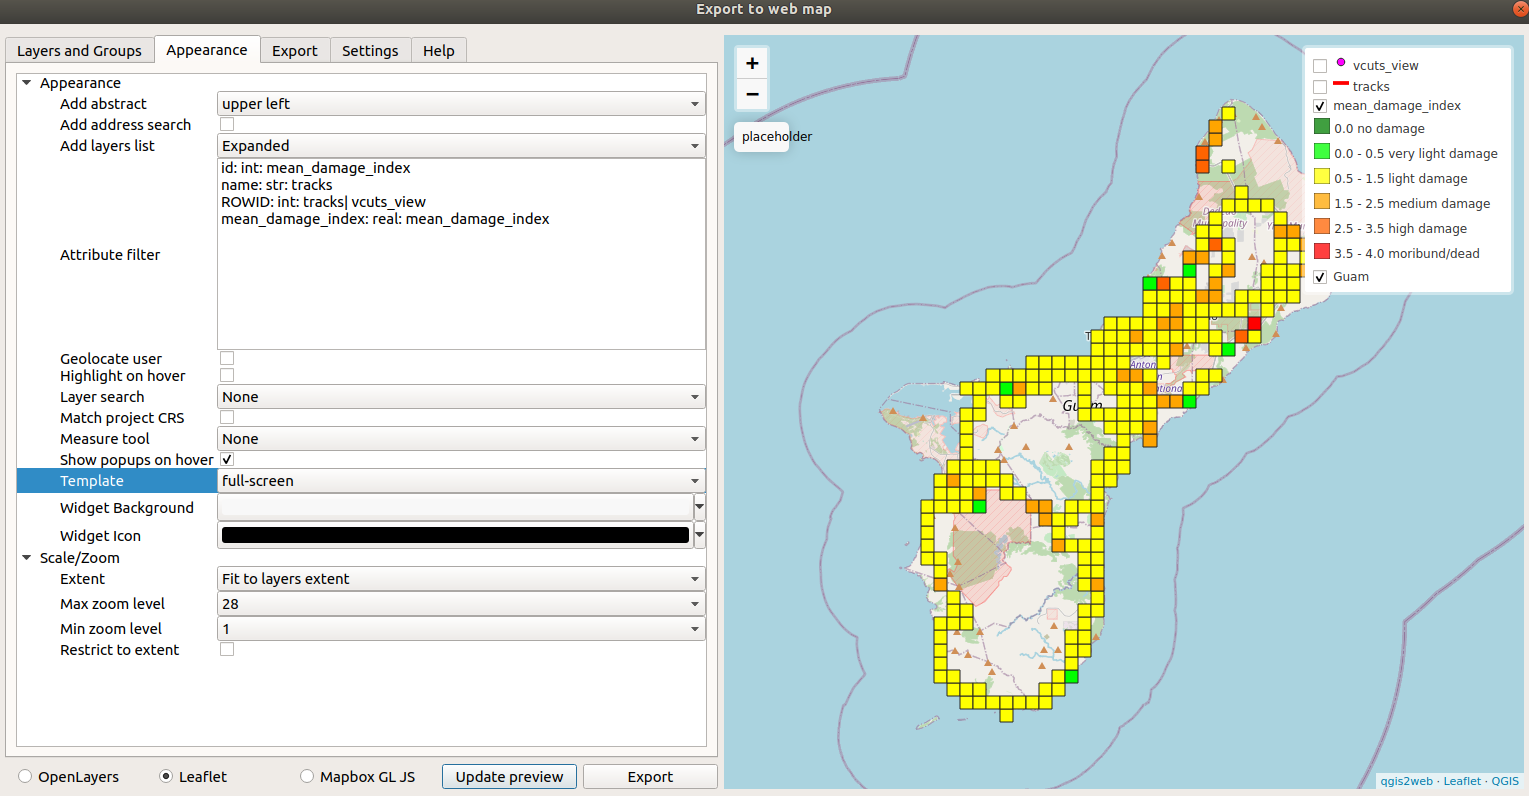 Export to web map
Layers and Groups
Appearance
Export
Settings
Help
Appearance
Add abstract
upper left
Add address search
Add layers list
Expanded
Attribute filter
id: int: mean_damage_index
name: str: tracks
ROWID: int: tracks| vcuts_view
mean_damage_index: real: mean_damage_index
Geolocate user
Highlight on hover
Layer search
None
Match project CRS
Measure tool
None
Show popups on hover
Template
full-screen
Widget Background
Widget Icon
Scale/Zoom
Extent
Fit to layers extent
Max zoom level
28
Min zoom level
1
Restrict to extent
OpenLayers
Leaflet
Mapbox GL JS
Update preview
Export
+
−
placeholder
vcuts_view
tracks
mean_damage_index
0.0 no damage
0.0 - 0.5 very light damage
0.5 - 1.5 light damage
1.5 - 2.5 medium damage
2.5 - 3.5 high damage
3.5 - 4.0 moribund/dead
Guam
qgis2web · Leaflet · QGIS